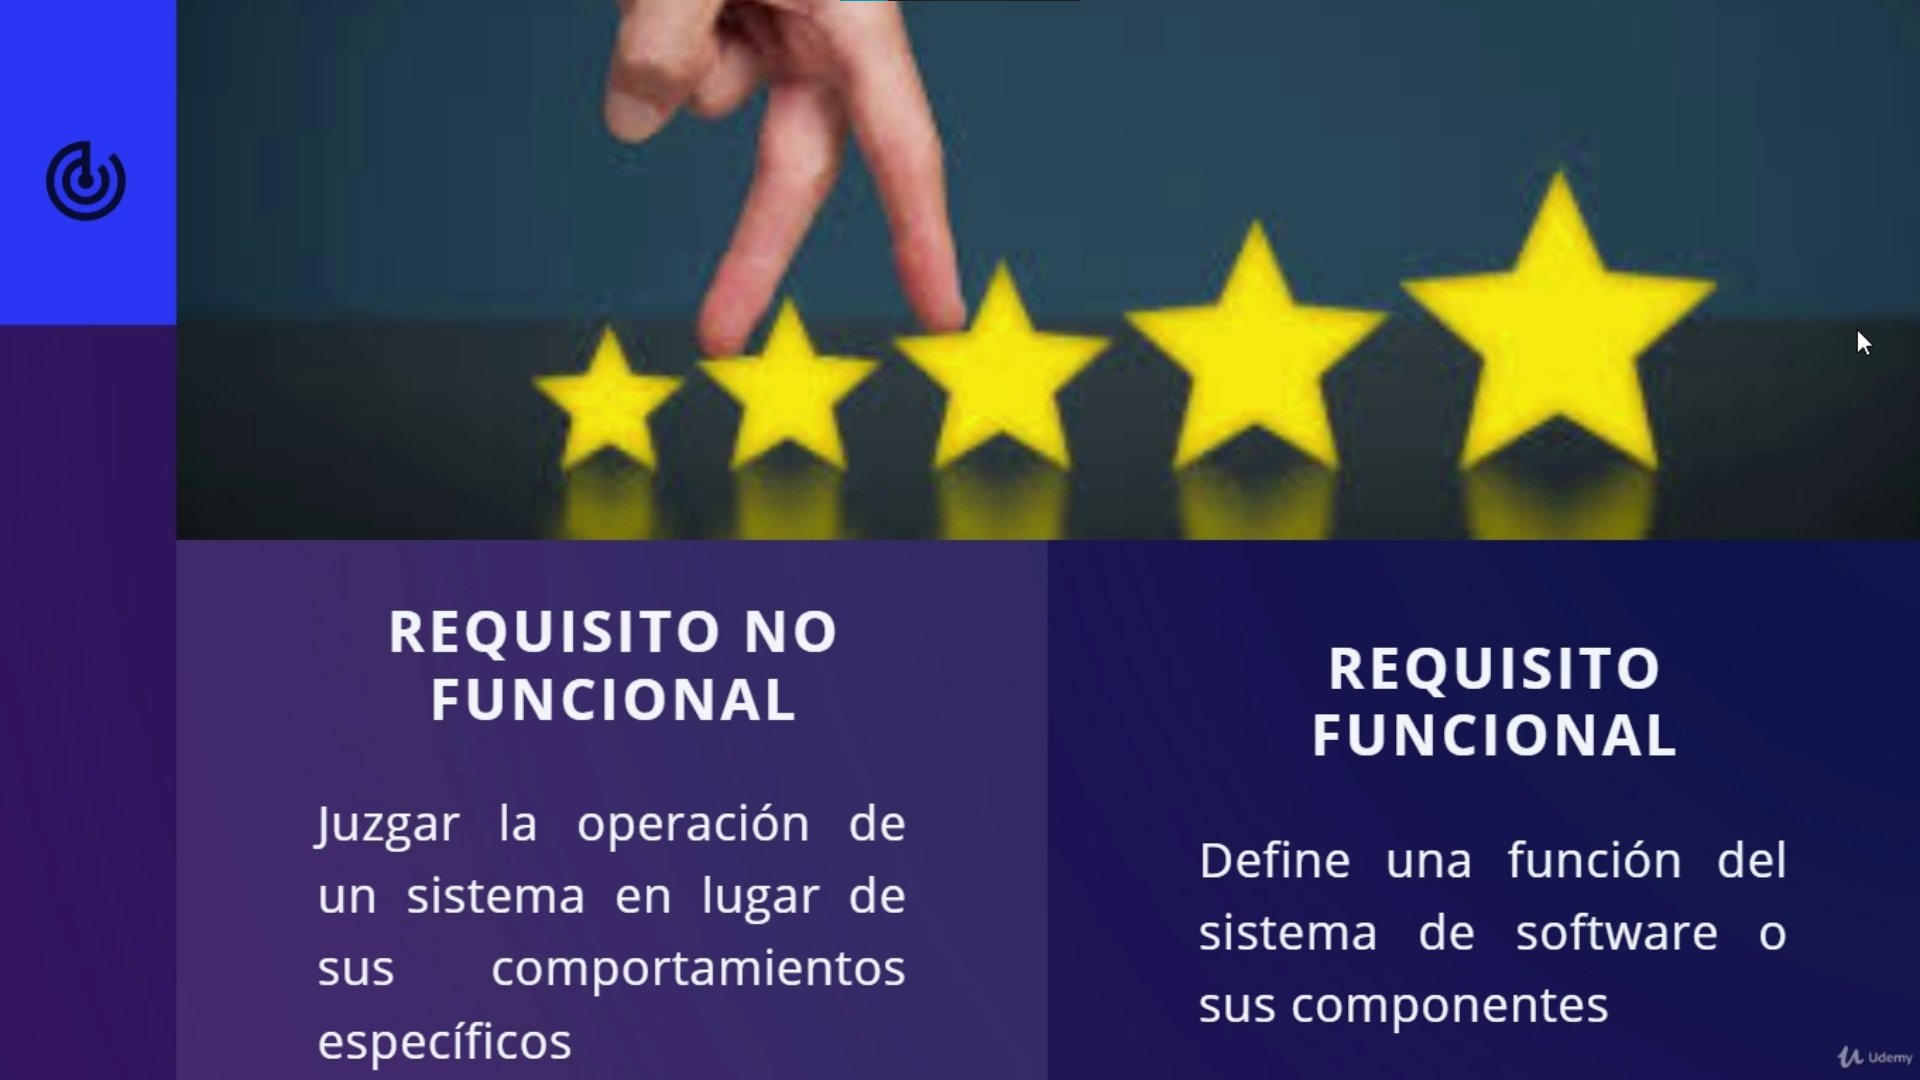 REQUISITO NO
FUNCIONAL
Juzgar la operación de
un sistema en lugar de
sus comportamientos
específicos
REQUISITO
FUNCIONAL
Define una función del
sistema de software o
sus componentes
Udemy